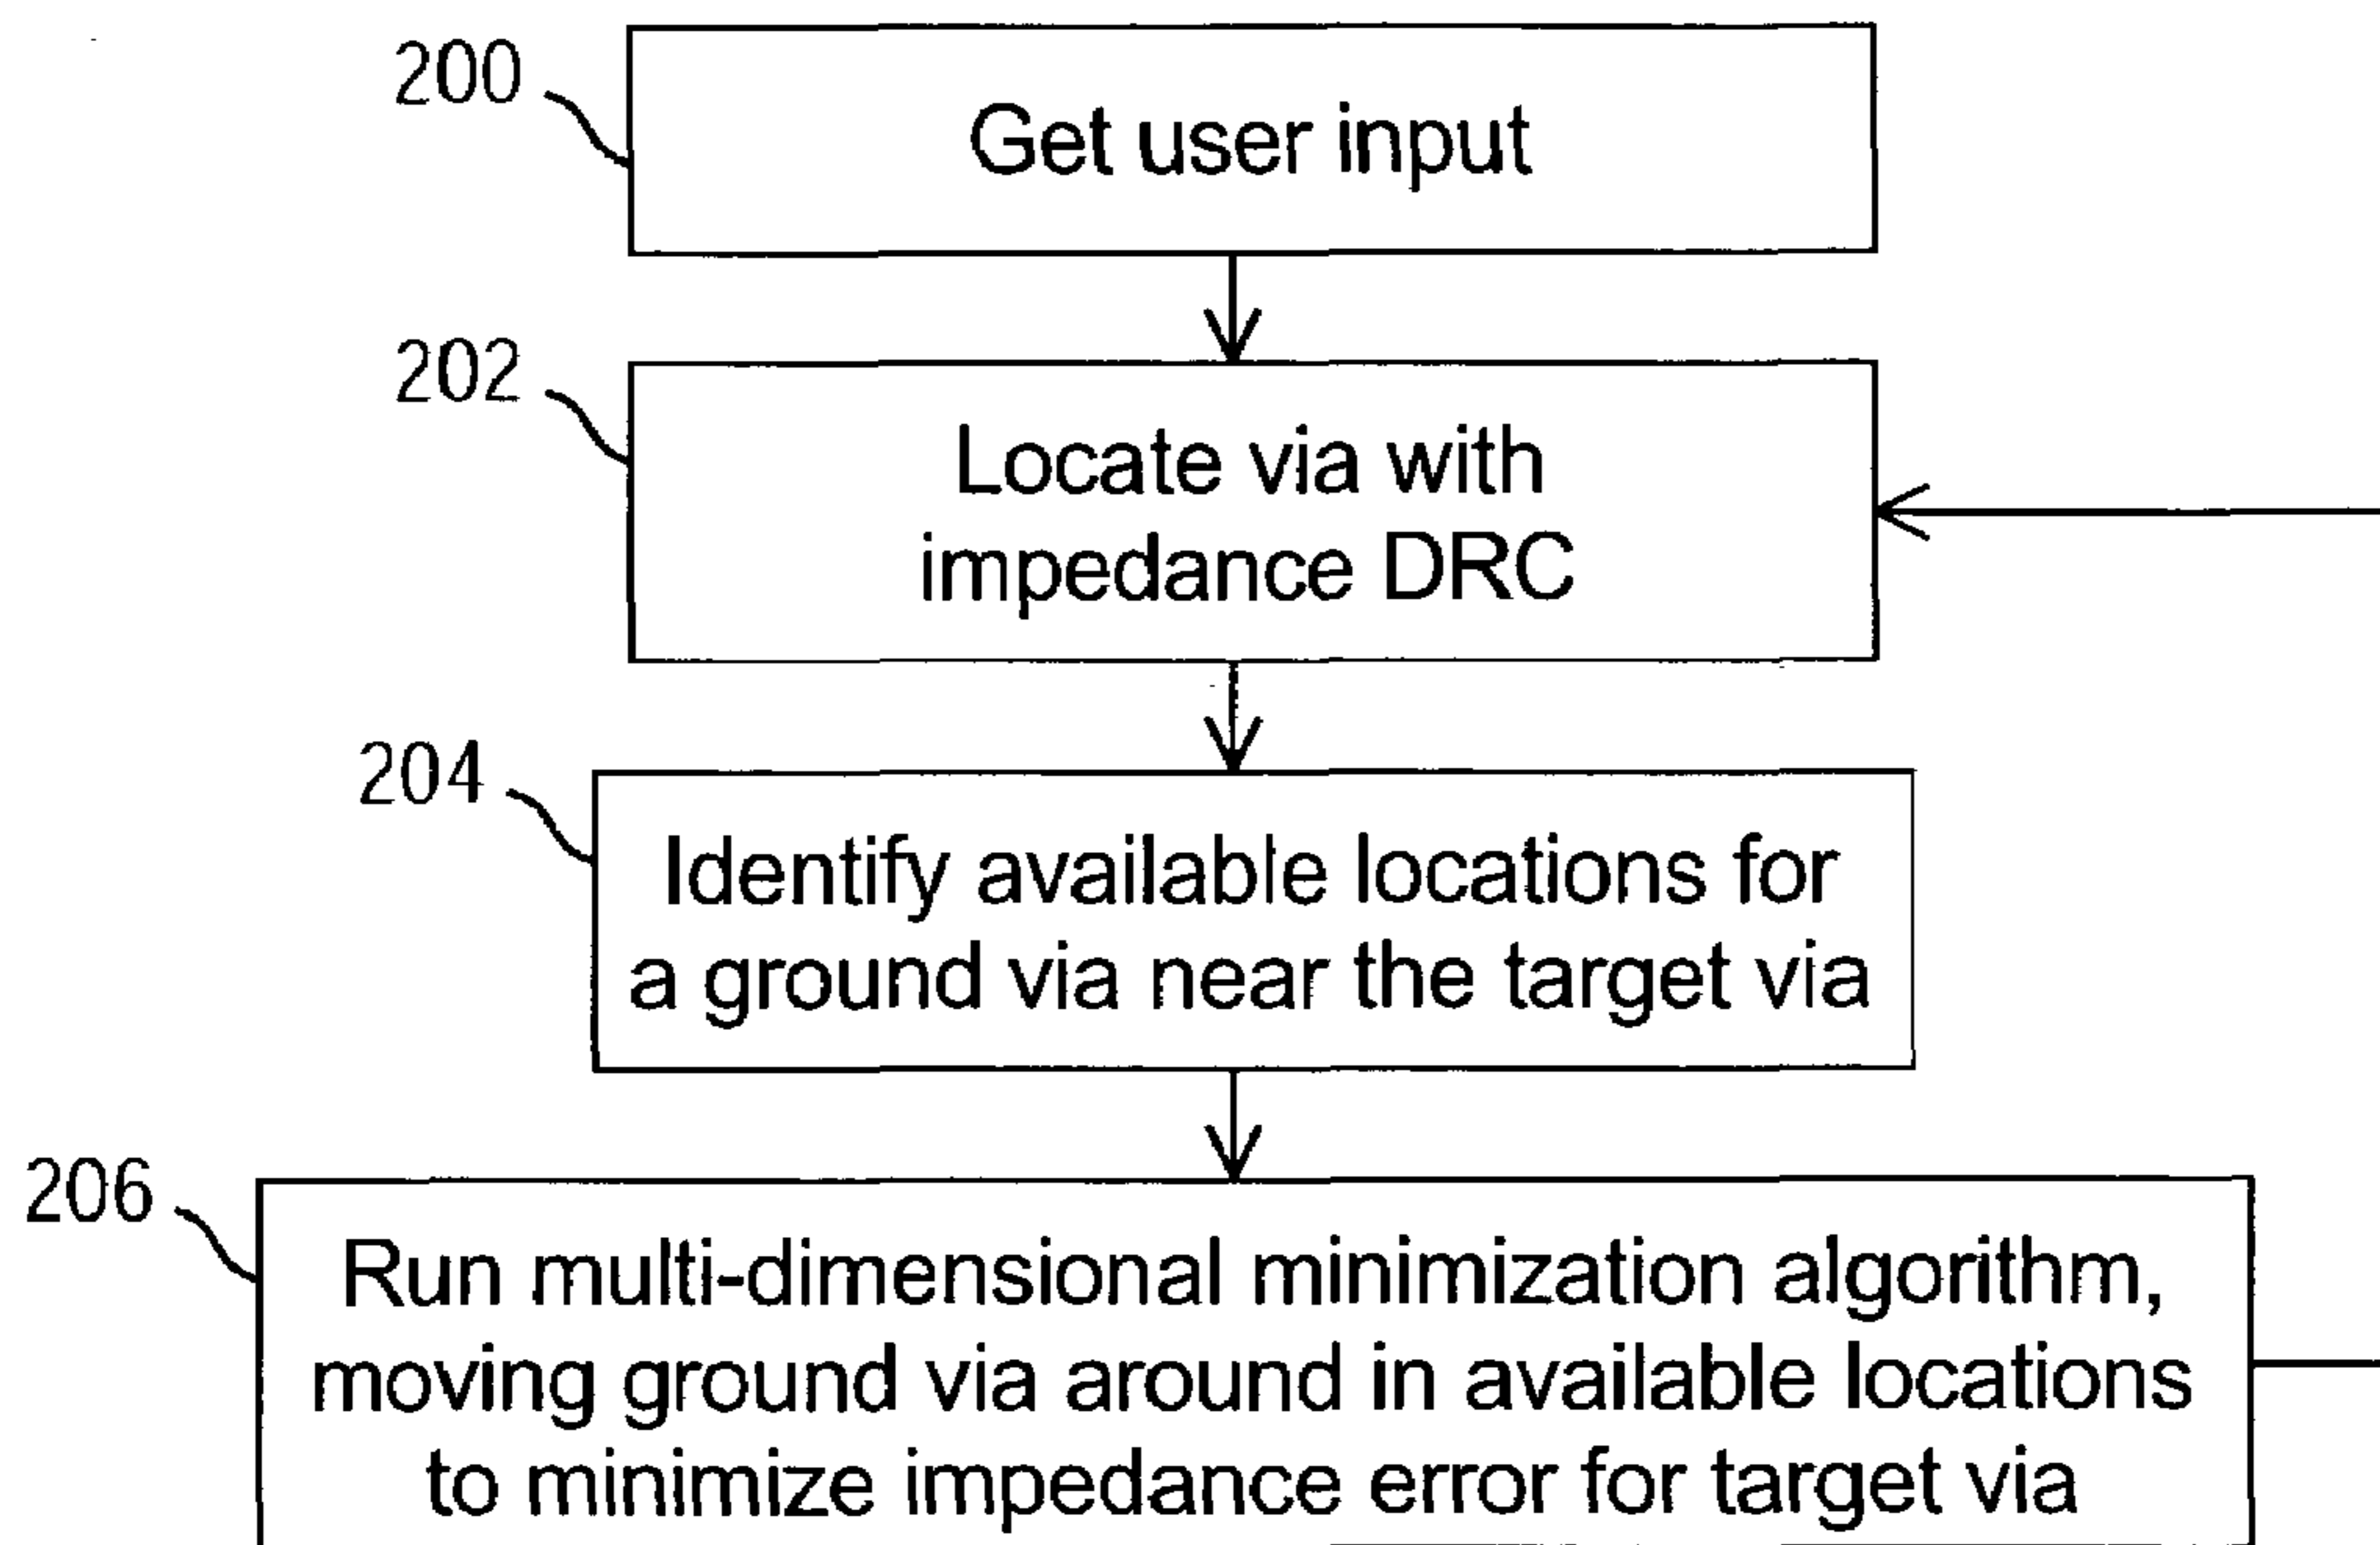 200
Get user input
202
Locate via with
impedance DRC
204
Identify available locations for
a ground via near the target via
206
Run multi-dimensional minimization algorithm,
moving ground via around in available locations
to minimize impedance error for target via